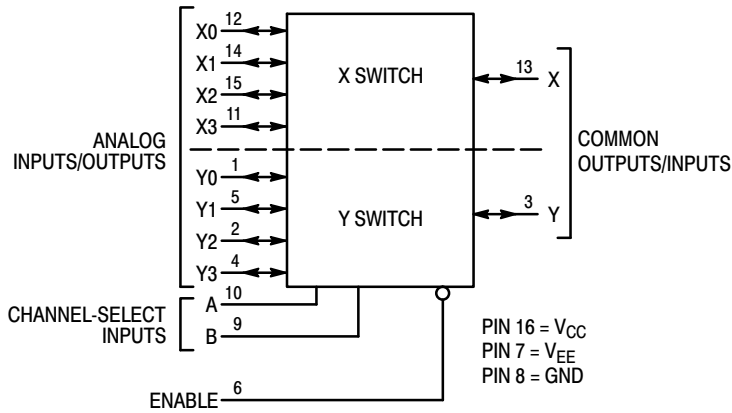 X0 12
X1 14
X2 15
X3 11
X SWITCH
13 X
ANALOG
INPUTS/OUTPUTS
COMMON
OUTPUTS/INPUTS
Y0 1
Y1 5
Y2 2
Y3 4
Y SWITCH
3 Y
CHANNEL-SELECT
INPUTS
A 10
B 9
ENABLE 6
PIN 16 = VCC
PIN 7 = VEE
PIN 8 = GND